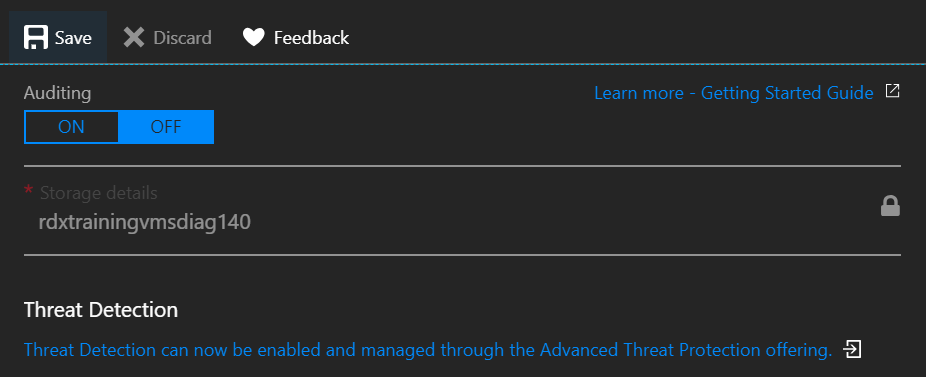 Save Discard Feedback
Auditing Learn more - Getting Started Guide
ON OFF
* Storage details
rdxtrainingvmsdiag140
Threat Detection
Threat Detection can now be enabled and managed through the Advanced Threat Protection offering.